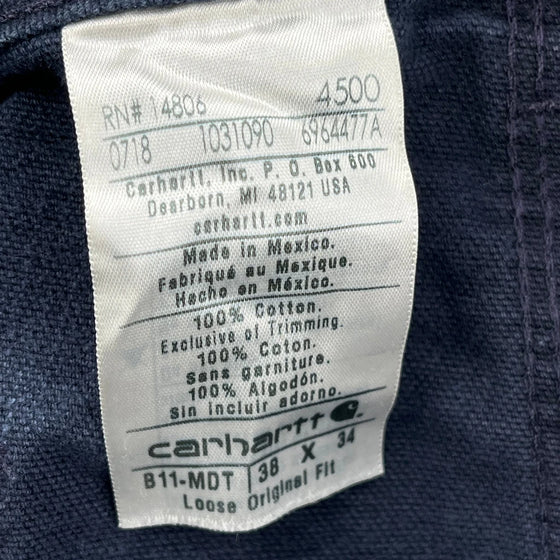 RN# 14806 4500
0718 1031090 6964477A
Carhartt, Inc. P. O. Box 600
Dearborn, MI 48121 USA
carhartt.com
Made in Mexico.
Fabriqué au Mexique.
Hecho en México.
100% Cotton.
Exclusive of Trimming.
100% Coton.
sans garniture.
100% Algodón.
sin incluir adorno.
carhartt
B11-MDT 38 X 34
Loose Original Fit